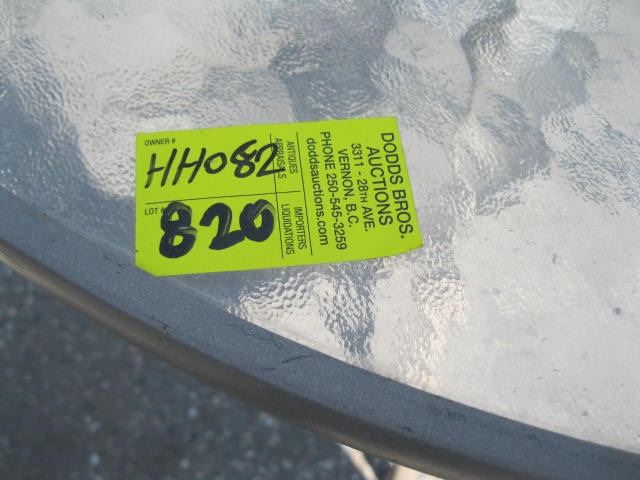 OWNER #
HH082
LOT #
820
ANTIQUES
APPRAISALS
IMPORTERS
LIQUIDATIONS
DODDS BROS.
AUCTIONS
3311 - 28TH AVE.
VERNON, B.C.
PHONE 250-545-3259
doddsauctions.com